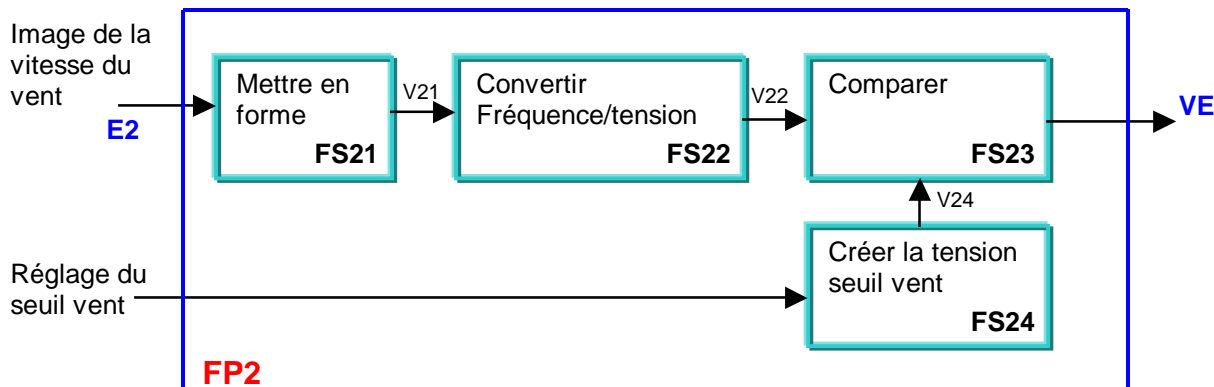 Image de la
vitesse du
vent
E2
Mettre en
forme
FS21
V21
Convertir
Fréquence/tension
FS22
V22
Comparer
FS23
VE
V24
Réglage du
seuil vent
Créer la tension
seuil vent
FS24
FP2